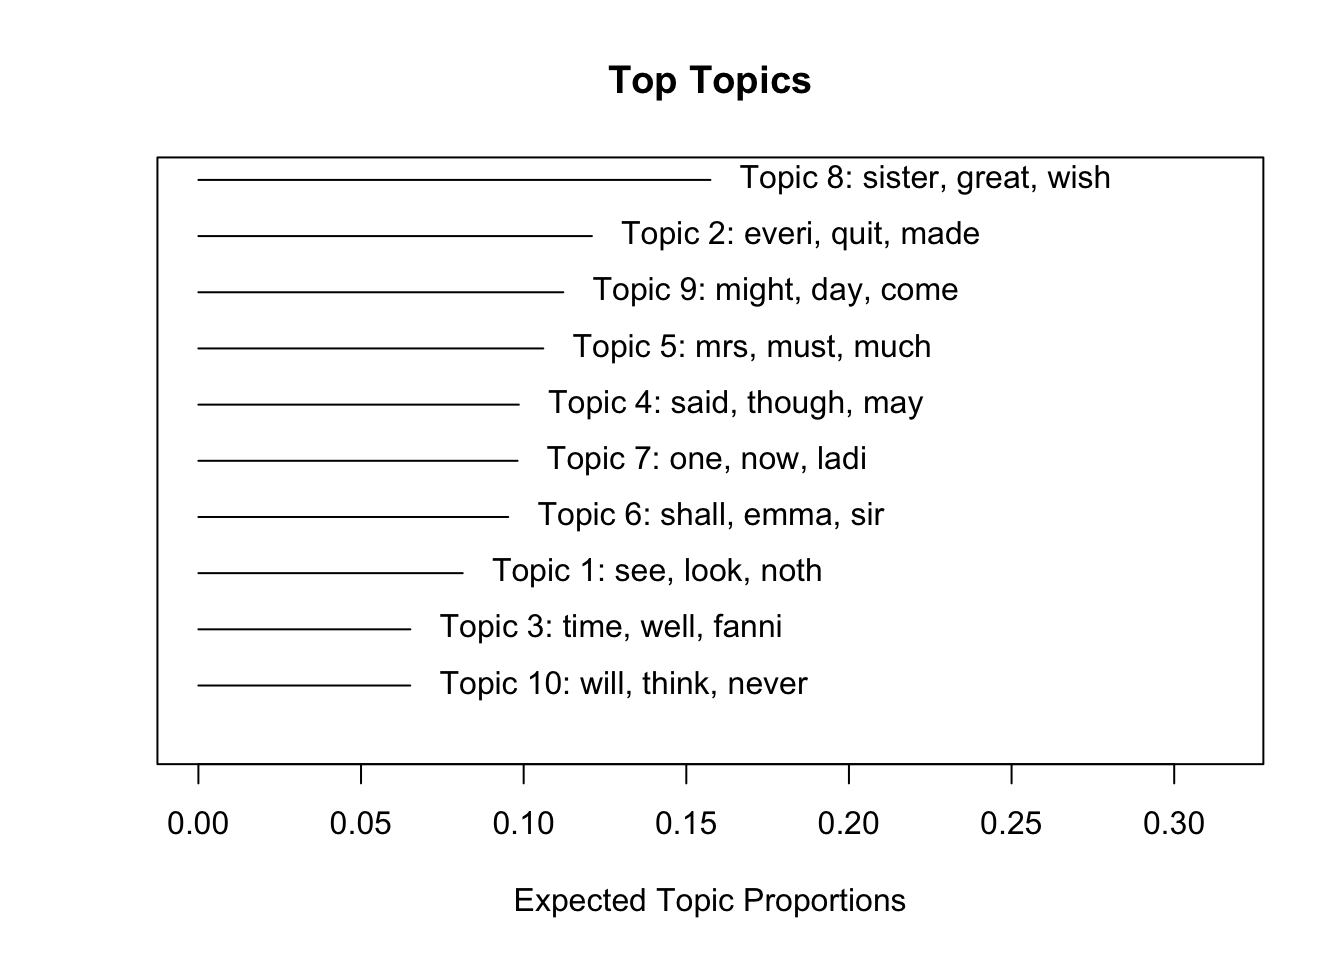 Top Topics
Topic 8: sister, great, wish
Topic 2: everi, quit, made
Topic 9: might, day, come
Topic 5: mrs, must, much
Topic 4: said, though, may
Topic 7: one, now, ladi
Topic 6: shall, emma, sir
Topic 1: see, look, noth
Topic 3: time, well, fanni
Topic 10: will, think, never
0.00 0.05 0.10 0.15 0.20 0.25 0.30
Expected Topic Proportions